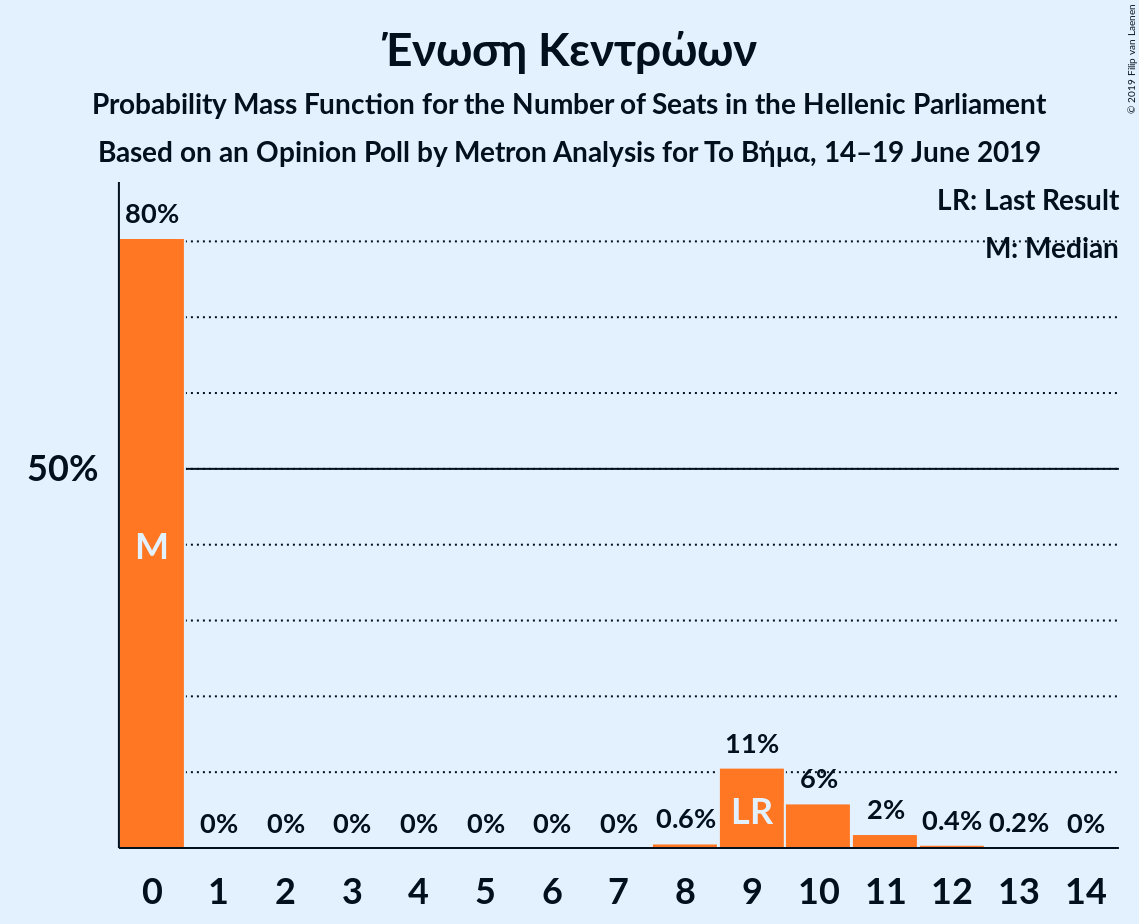 Ένωση Κεντρώων
Probability Mass Function for the Number of Seats in the Hellenic Parliament
Based on an Opinion Poll by Metron Analysis for Το Βήμα, 14–19 June 2019
© 2019 Filip van Laenen
LR: Last Result
M: Median
80%
50%
M
0% 0% 0% 0% 0% 0% 0% 0.6% 11% 6% 2% 0.4% 0.2% 0%
LR
0 1 2 3 4 5 6 7 8 9 10 11 12 13 14